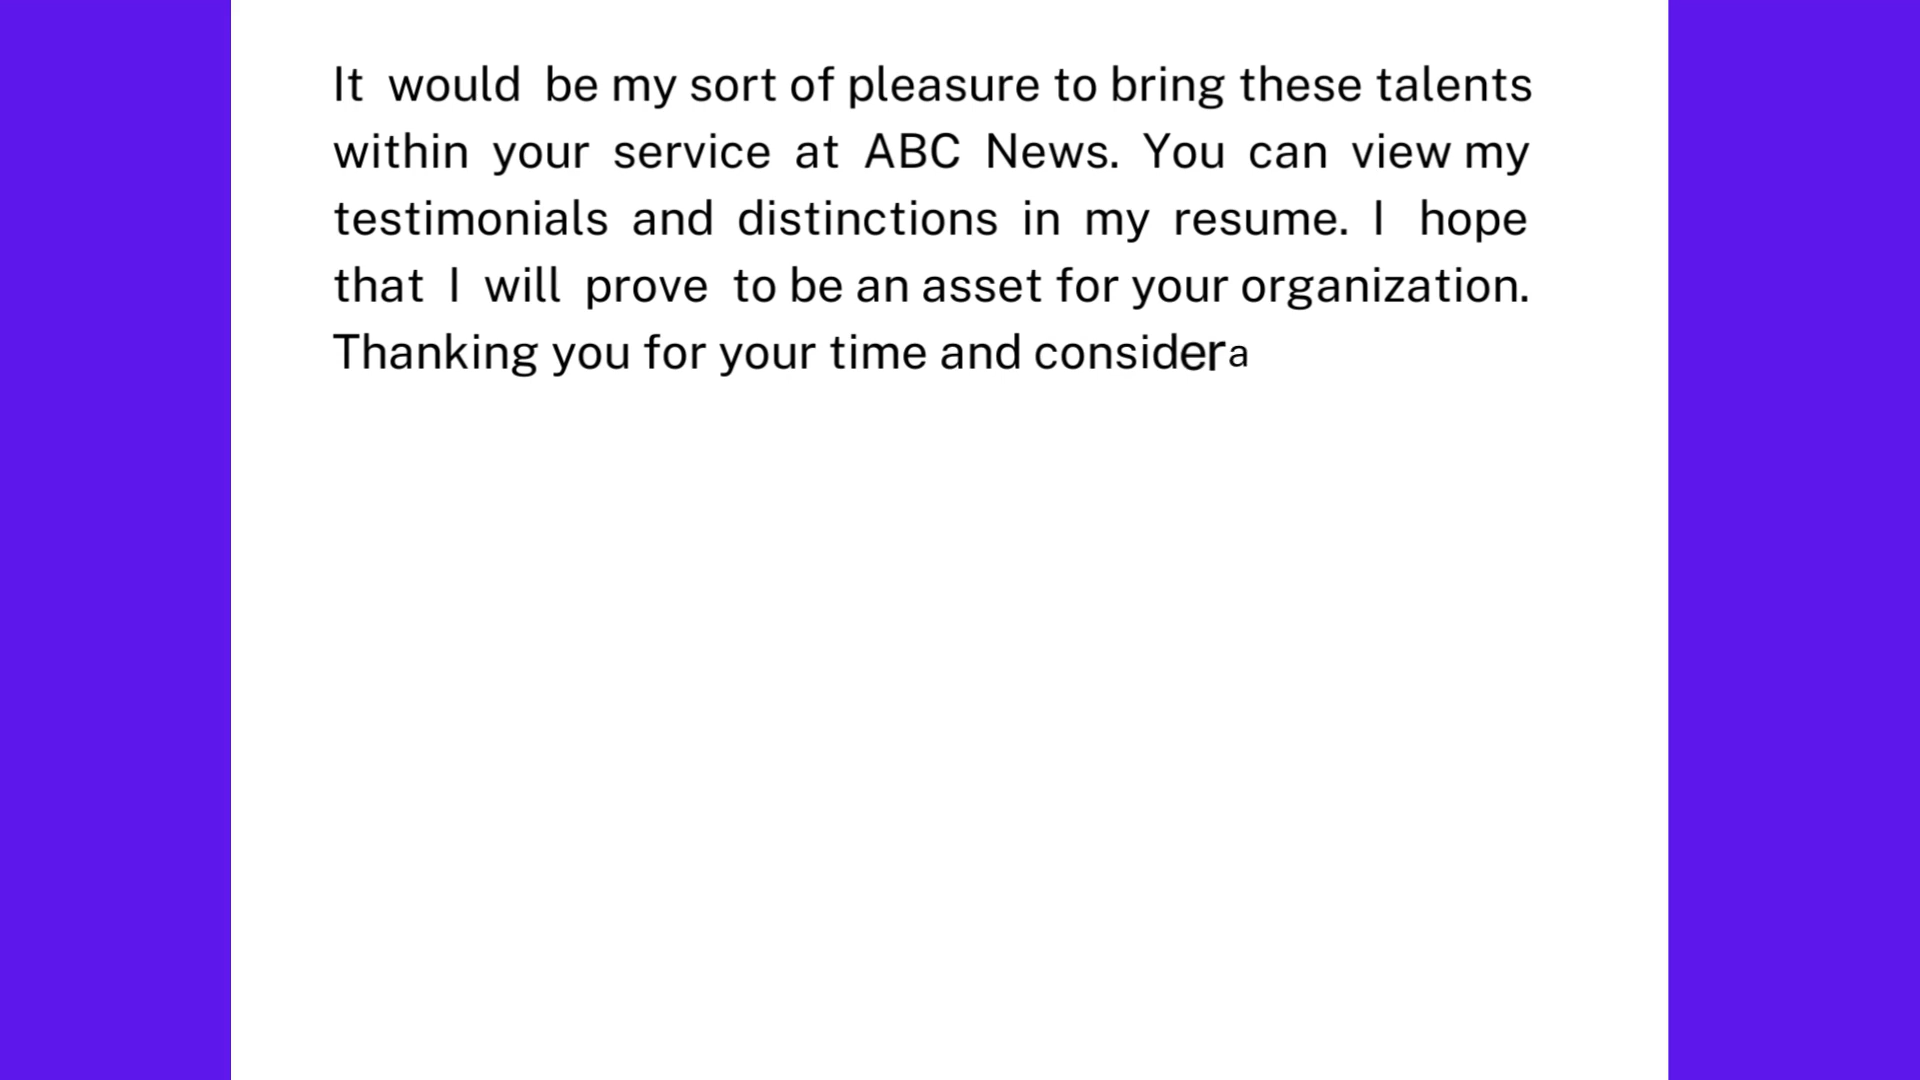 It would be my sort of pleasure to bring these talents
within your service at ABC News. You can view my
testimonials and distinctions in my resume. I hope
that I will prove to be an asset for your organization.
Thanking you for your time and considera